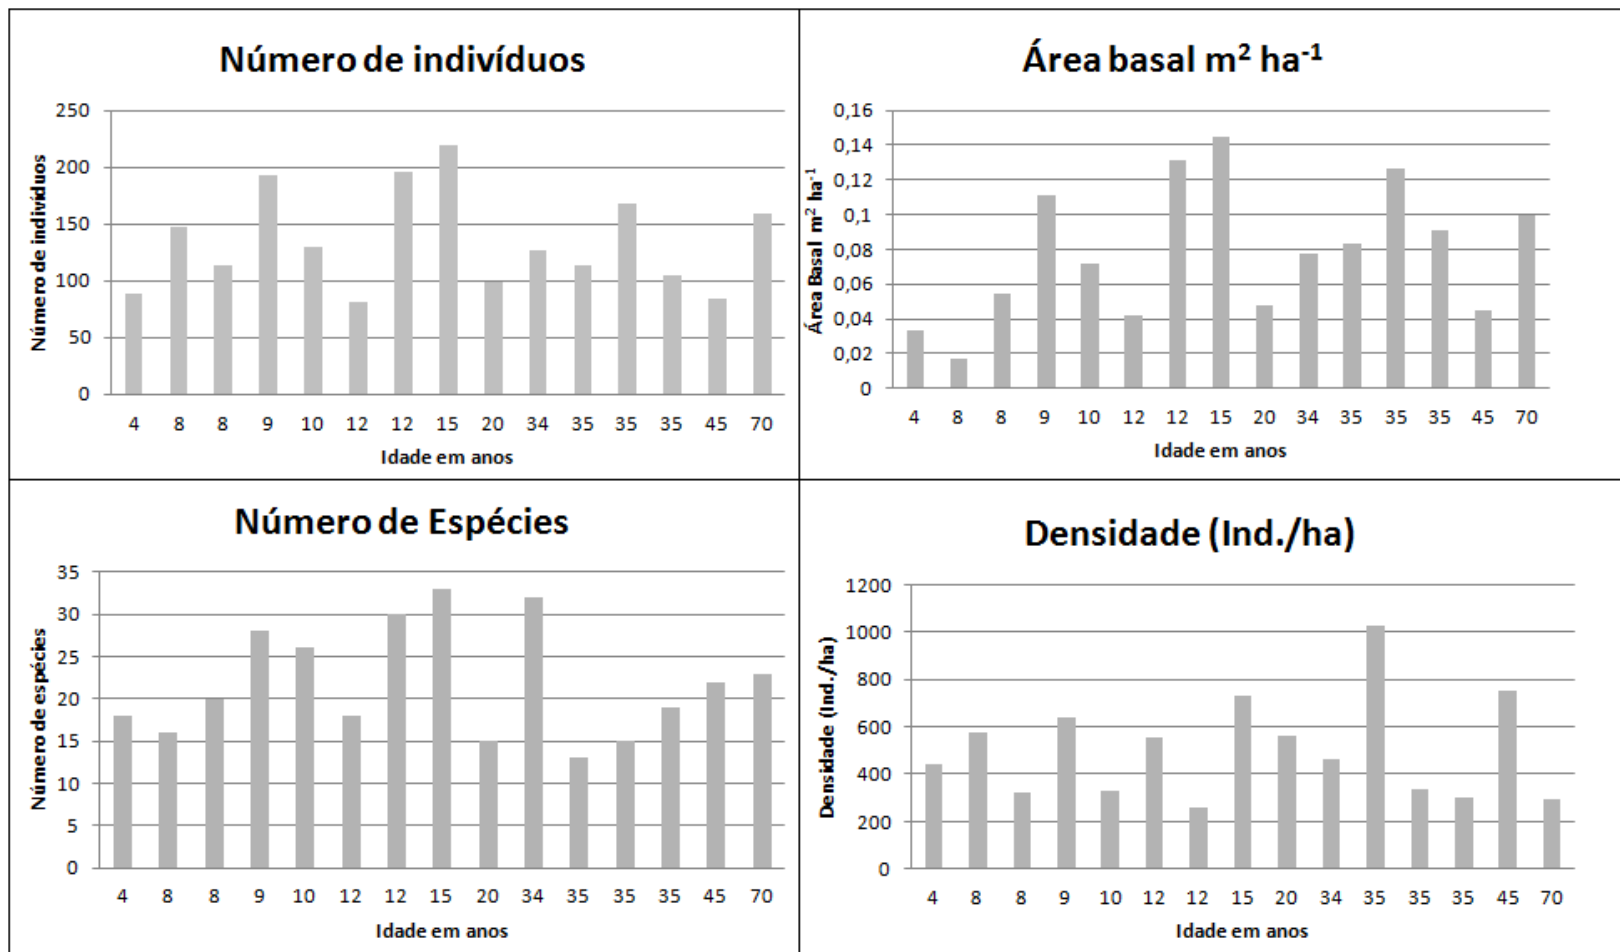 Número de indivíduos
250
200
150
100
50
0
Número de indivíduos
4 8 8 9 10 12 12 15 20 34 35 35 35 45 70
Idade em anos
Área basal m² ha⁻¹
0,16
0,14
0,12
0,1
0,08
0,06
0,04
0,02
0
Área Basal m² ha⁻¹
4 8 8 9 10 12 12 15 20 34 35 35 35 45 70
Idade em anos
Número de Espécies
35
30
25
20
15
10
5
0
Número de espécies
4 8 8 9 10 12 12 15 20 34 35 35 35 45 70
Idade em anos
Densidade (Ind./ha)
1200
1000
800
600
400
200
0
Densidade (Ind./ha)
4 8 8 9 10 12 12 15 20 34 35 35 35 45 70
Idade em anos